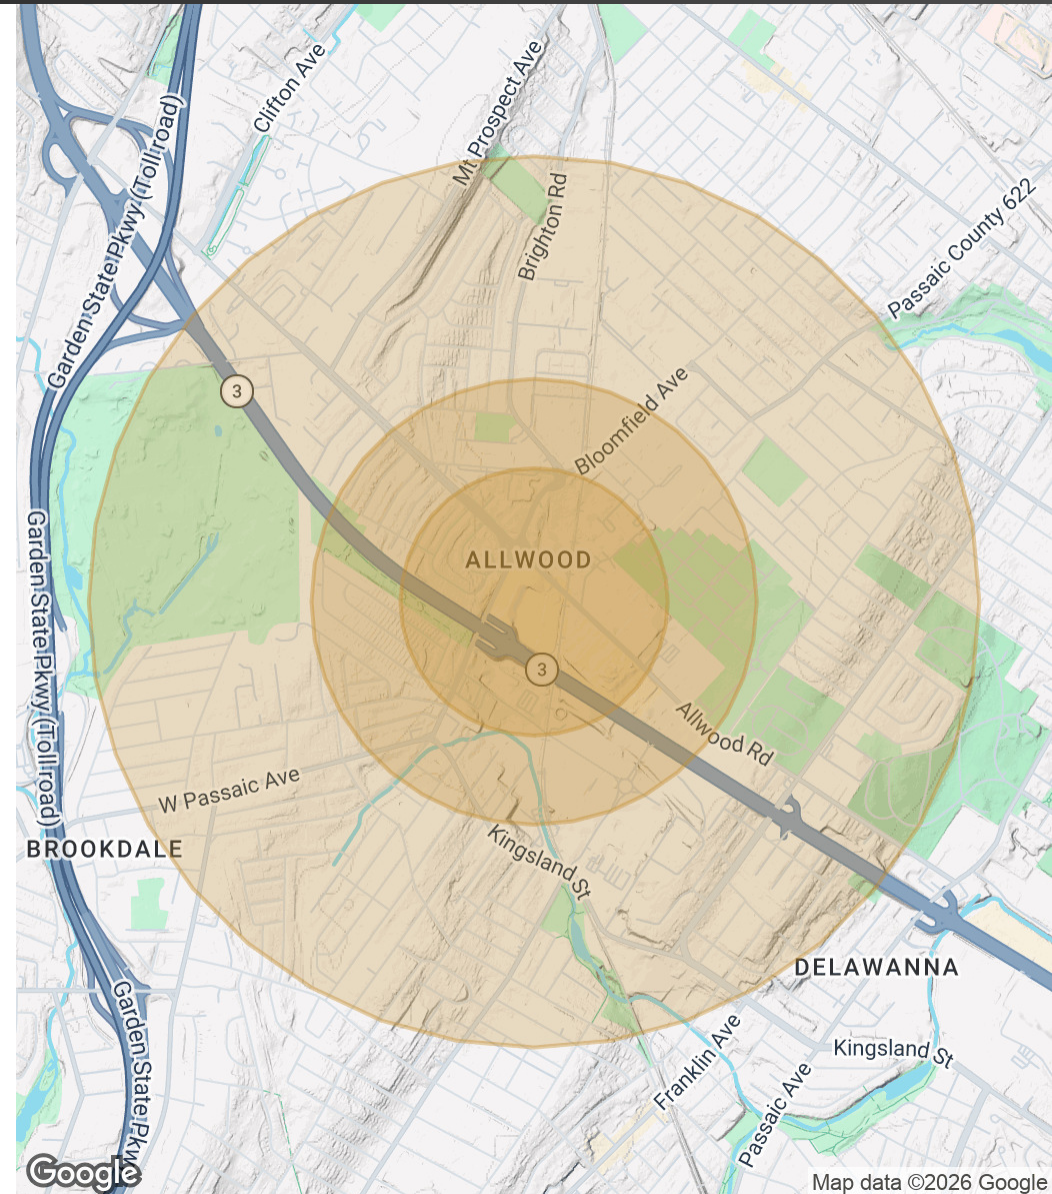 Clifton Ave
Mt Prospect Ave
Garden State Pkwy (Toll road)
Brighton Rd
Passaic County 622
3
Bloomfield Ave
ALLWOOD
Garden State Pkwy (Toll road)
3
Allwood Rd
W Passaic Ave
Kingsland St
BROOKDALE
DELAWANNA
Garden State Pkw
Franklin Ave
Kingsland St
Passaic Ave
Google
Map data ©2026 Google